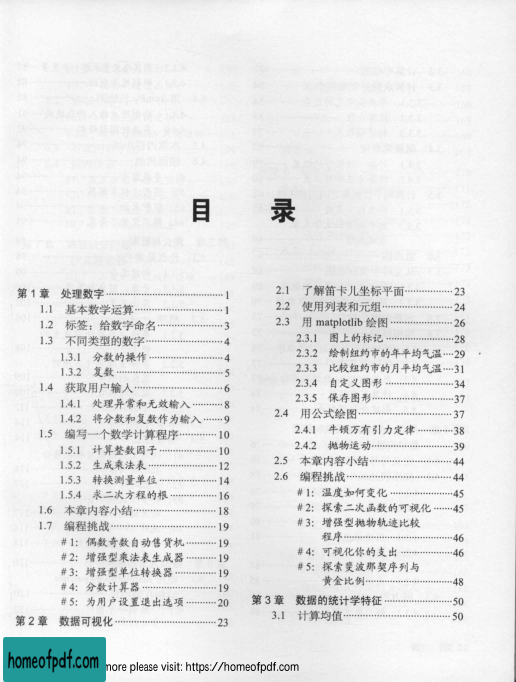 目 录
第1章 处理数字 1
1.1 基本数学运算 1
1.2 标签:给数字命名 3
1.3 不同类型的数字 4
1.3.1 分数的操作 4
1.3.2 复数 5
1.4 获取用户输入 6
1.4.1 处理异常和无效输入 8
1.4.2 将分数和复数作为输入 9
1.5 编写一个数学计算程序 10
1.5.1 计算整数因子 10
1.5.2 生成乘法表 12
1.5.3 转换测量单位 14
1.5.4 求二次方程的根 16
1.6 本章内容小结 18
1.7 编程挑战 19
#1:偶数奇数自动售货机 19
#2:增强型乘法表生成器 19
#3:增强型单位转换器 19
#4:分数计算器 19
#5:为用户设置退出选项 20
第2章 数据可视化 23
2.1 了解笛卡儿坐标平面 23
2.2 使用列表和元组 24
2.3 用 matplotlib 绘图 26
2.3.1 图上的标记 28
2.3.2 绘制纽约市的年平均气温 29
2.3.3 比较纽约市的月平均气温 31
2.3.4 自定义图形 34
2.3.5 保存图形 37
2.4 用公式绘图 37
2.4.1 牛顿万有引力定律 38
2.4.2 抛物运动 39
2.5 本章内容小结 44
2.6 编程挑战 44
#1:温度如何变化 45
#2:探索二次函数的可视化 45
#3:增强型抛物轨迹比较
程序 46
#4:可视化你的支出 46
#5:探索斐波那契序列与
黄金比例 48
第3章 数据的统计学特征 50
3.1 计算均值 50
homeofpdf.com
more please visit: https://homeofpdf.com